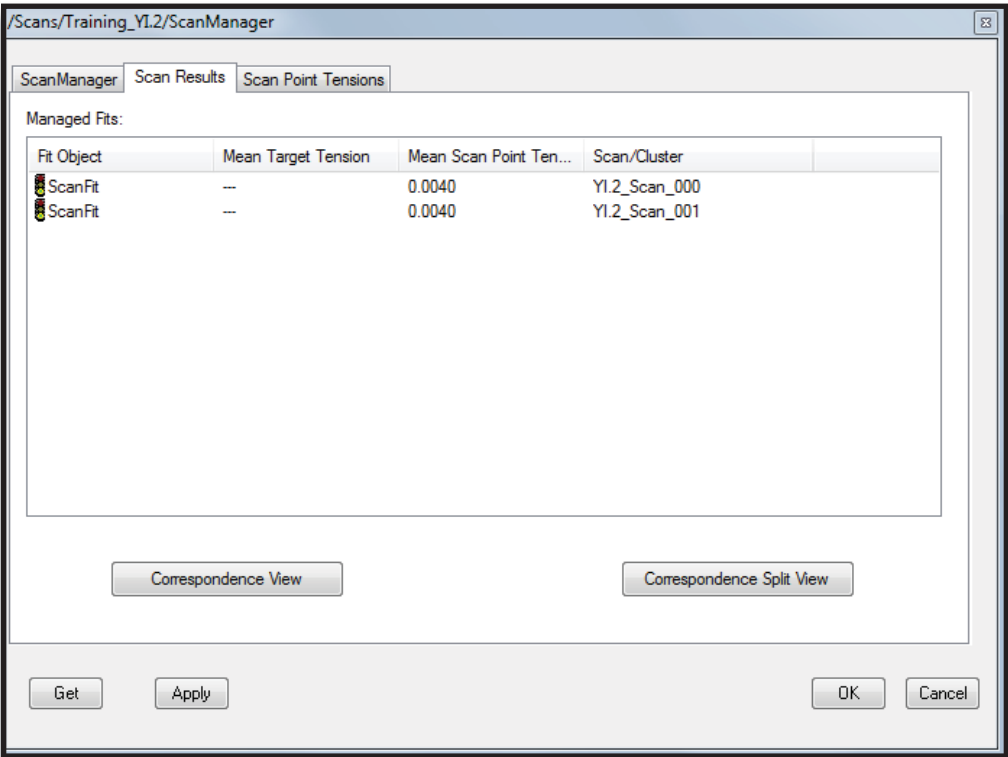 /Scans/Training_YI.2/ScanManager
ScanManager Scan Results Scan Point Tensions
Managed Fits:
Fit Object Mean Target Tension Mean Scan Point Ten... Scan/Cluster
ScanFit --- 0.0040 YI.2_Scan_000
ScanFit --- 0.0040 YI.2_Scan_001
Correspondence View Correspondence Split View
Get Apply OK Cancel